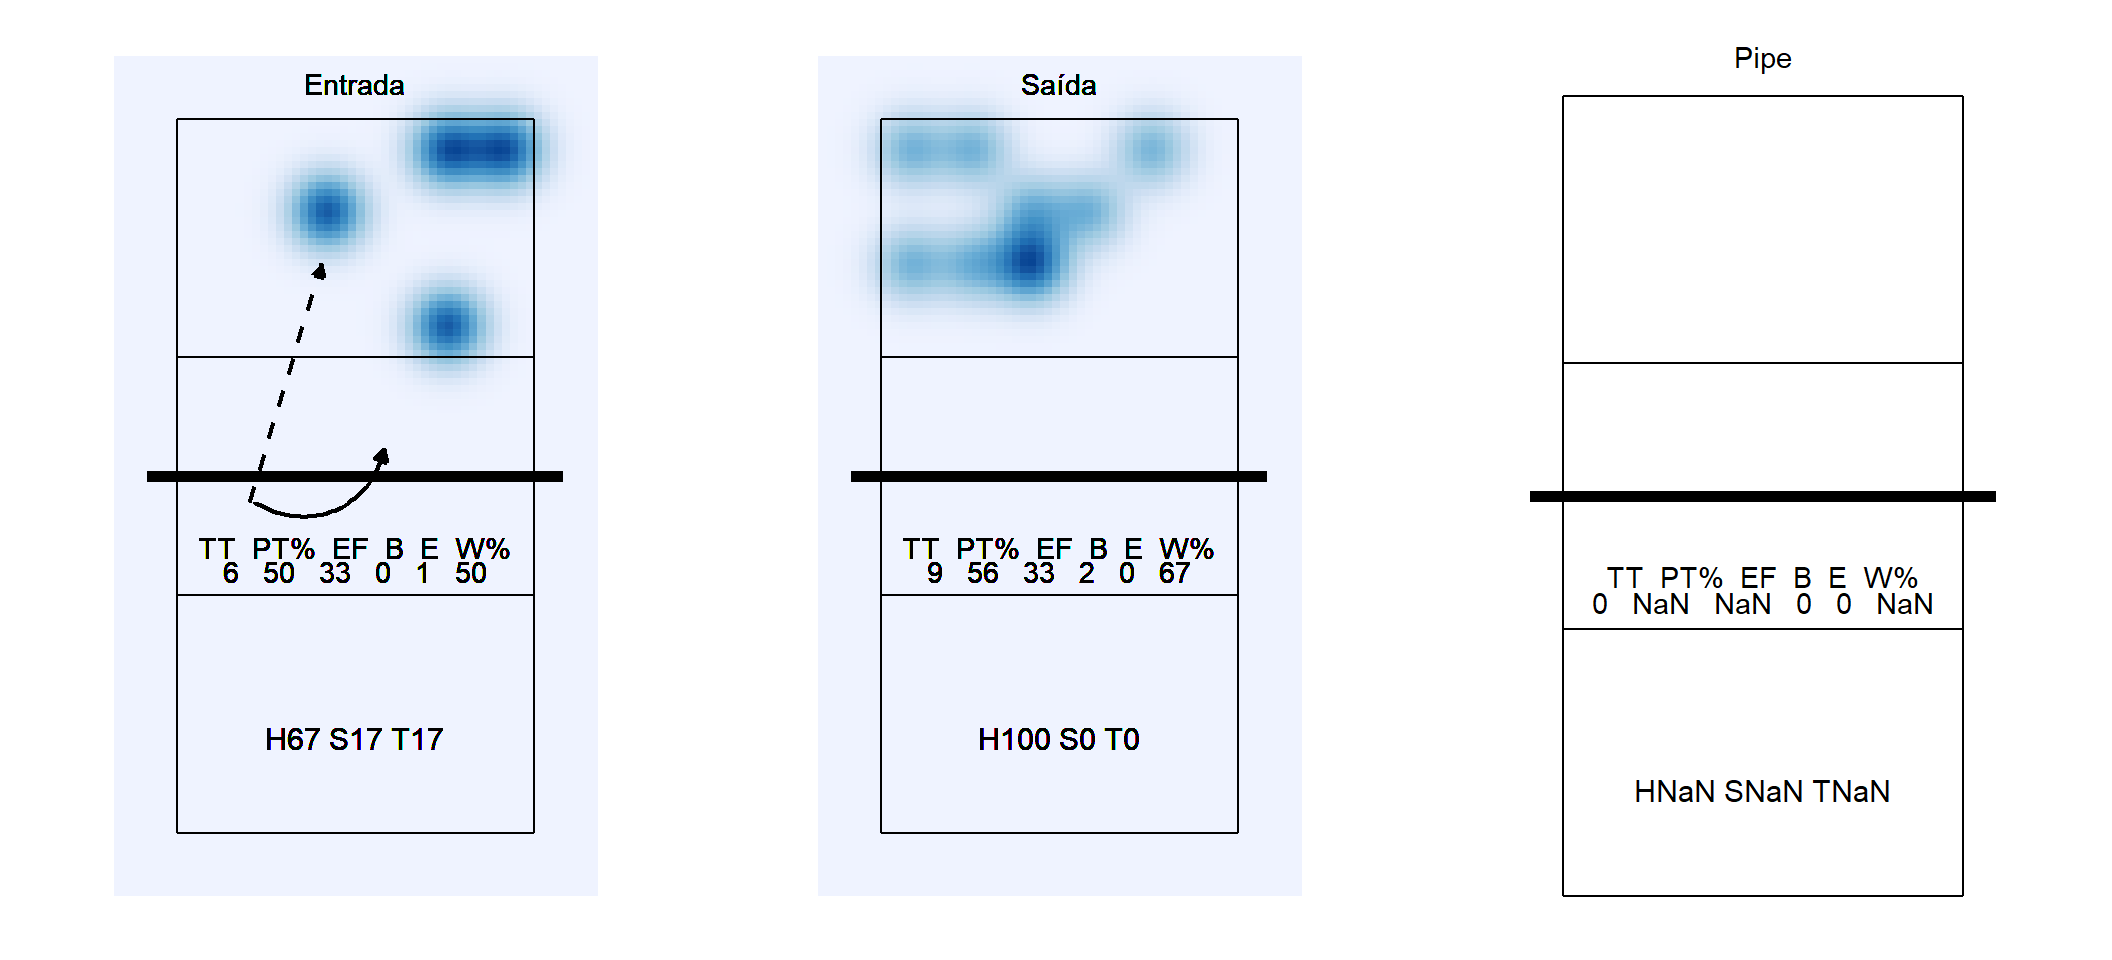 Entrada
TT PT% EF B E W%
6 50 33 0 1 50
H67 S17 T17
Saída
TT PT% EF B E W%
9 56 33 2 0 67
H100 S0 T0
Pipe
TT PT% EF B E W%
0 NaN NaN 0 0 NaN
HNaN SNaN TNaN